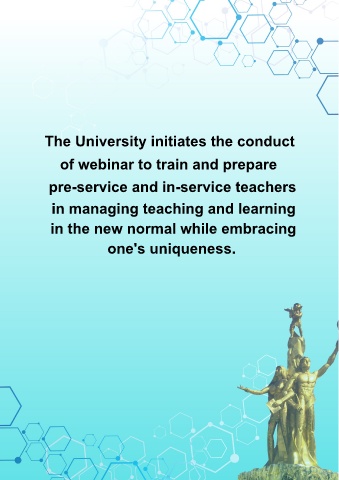 The University initiates the conduct
of webinar to train and prepare
pre-service and in-service teachers
in managing teaching and learning
in the new normal while embracing
one's uniqueness.